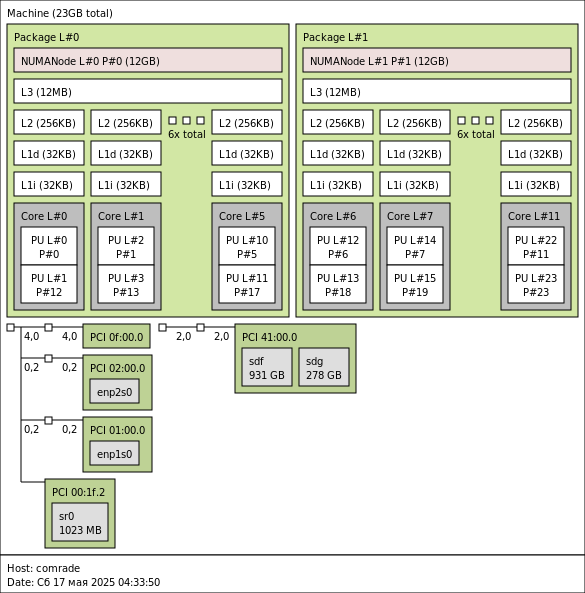 Machine (23GB total)
Package L#0 Package L#1
NUMANode L#0 P#0 (12GB) NUMANode L#1 P#1 (12GB)
L3 (12MB) L3 (12MB)
L2 (256KB) L2 (256KB) L2 (256KB) L2 (256KB) L2 (256KB) L2 (256KB)
6x total 6x total
L1d (32KB) L1d (32KB) L1d (32KB) L1d (32KB) L1d (32KB) L1d (32KB)
L1i (32KB) L1i (32KB) L1i (32KB) L1i (32KB) L1i (32KB) L1i (32KB)
Core L#0 Core L#1 Core L#5 Core L#6 Core L#7 Core L#11
PU L#0 PU L#2 PU L#10 PU L#12 PU L#14 PU L#22
P#0 P#1 P#5 P#6 P#7 P#11
PU L#1 PU L#3 PU L#11 PU L#13 PU L#15 PU L#23
P#12 P#13 P#17 P#18 P#19 P#23
4,0 4,0 PCI 0f:00.0 2,0 2,0 PCI 41:00.0
sdf sdg
931 GB 278 GB
0,2 0,2 PCI 02:00.0
enp2s0
0,2 0,2 PCI 01:00.0
enp1s0
PCI 00:1f.2
sr0
1023 MB
Host: comrade
Date: Сб 17 мая 2025 04:33:50